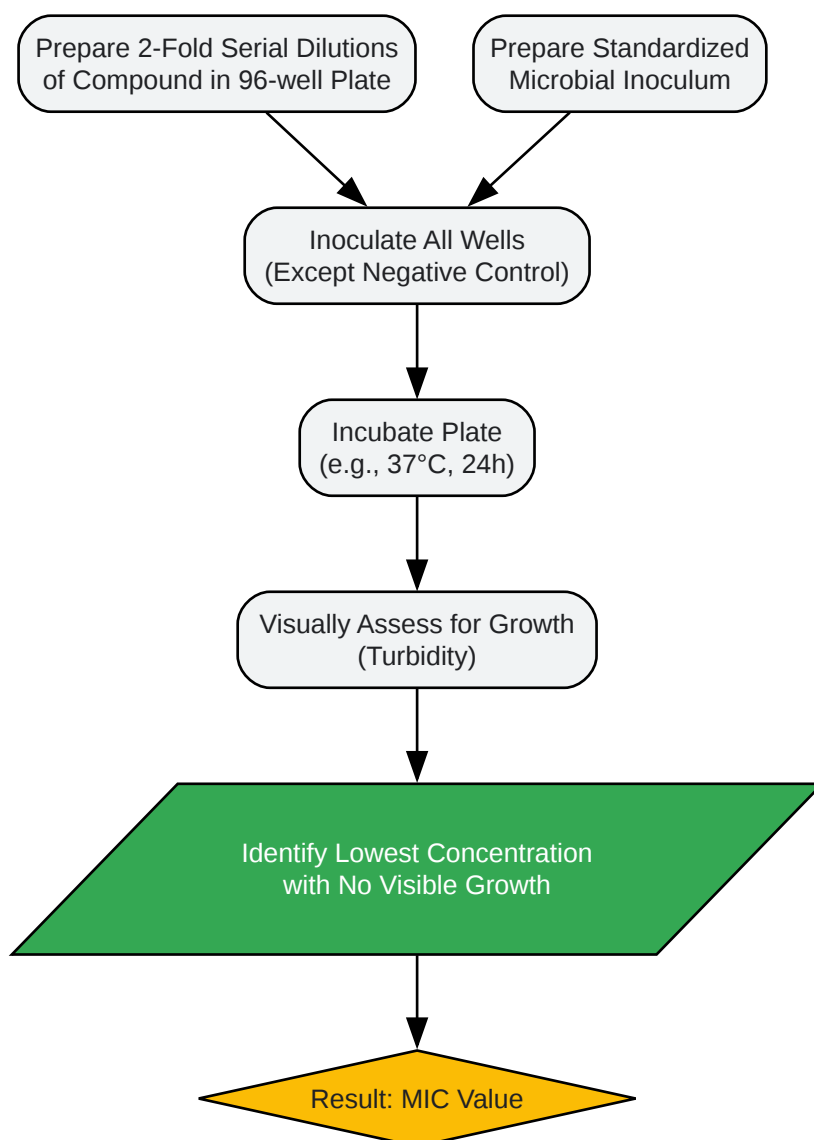 Prepare 2-Fold Serial Dilutions
of Compound in 96-well Plate
Prepare Standardized
Microbial Inoculum
Inoculate All Wells
(Except Negative Control)
Incubate Plate
(e.g., 37°C, 24h)
Visually Assess for Growth
(Turbidity)
Identify Lowest Concentration
with No Visible Growth
Result: MIC Value